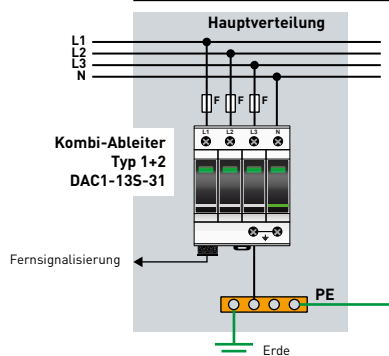 Hauptverteilung
L1
L2
L3
N
F F F
L1 L2 L3 N
Kombi-Ableiter
Typ 1+2
DAC1-13S-31
Fernsignalisierung
PE
Erde